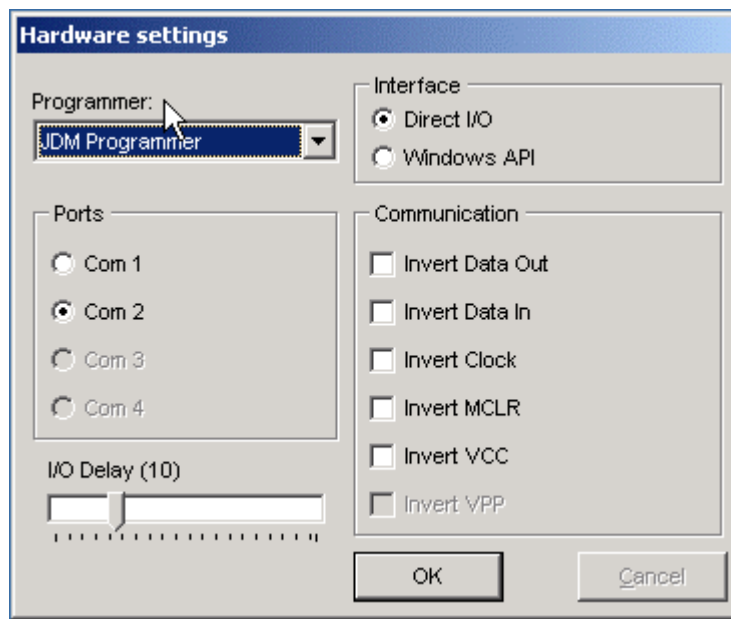 Hardware settings
Programmer:
JDM Programmer
Interface
Direct I/O
Windows API
Ports
Com 1
Com 2
Com 3
Com 4
Communication
Invert Data Out
Invert Data In
Invert Clock
Invert MCLR
Invert VCC
Invert VPP
I/O Delay (10)
OK
Cancel